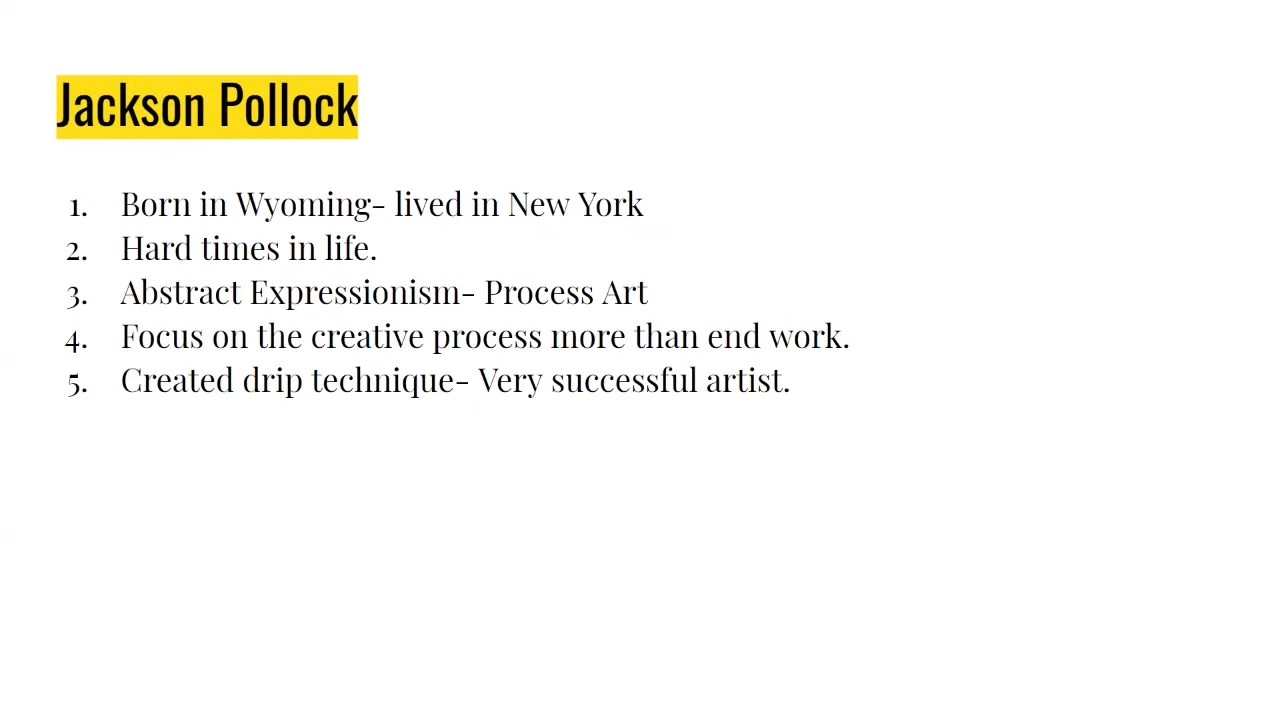 Jackson Pollock
1. Born in Wyoming- lived in New York
2. Hard times in life.
3. Abstract Expressionism- Process Art
4. Focus on the creative process more than end work.
5. Created drip technique- Very successful artist.